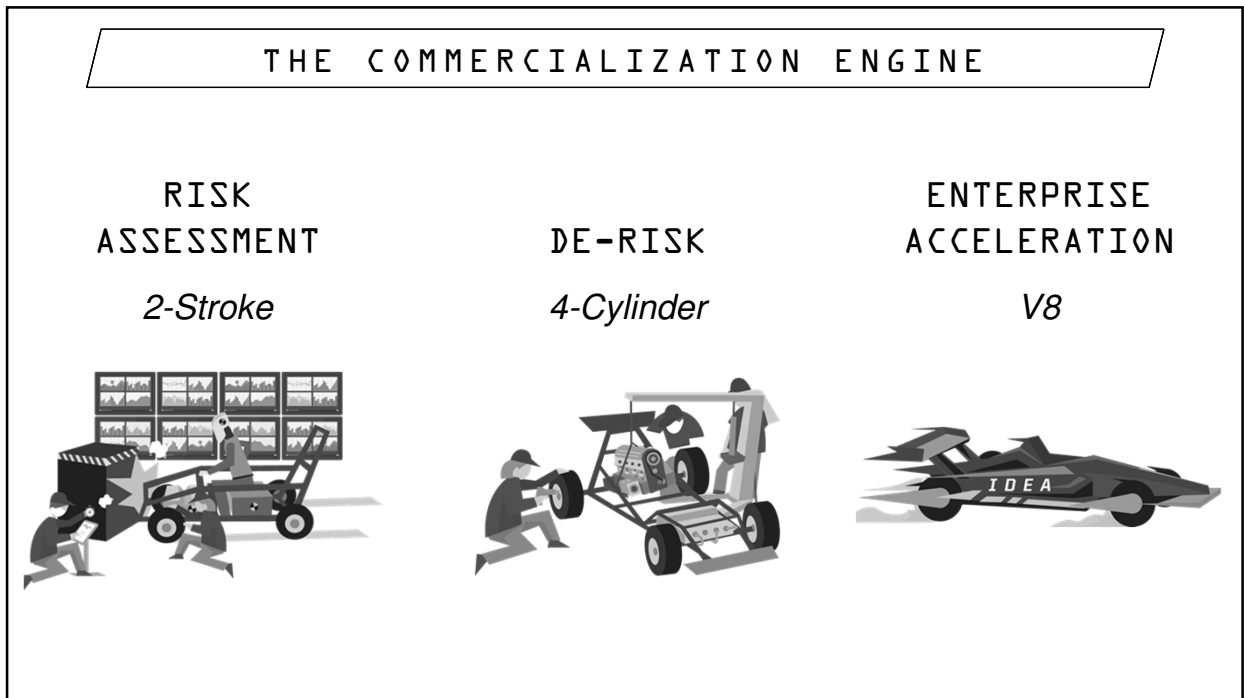 THE COMMERCIALIZATION ENGINE
RISK
ASSESSMENT
2-Stroke
DE-RISK
4-Cylinder
ENTERPRISE
ACCELERATION
V8
IDEA